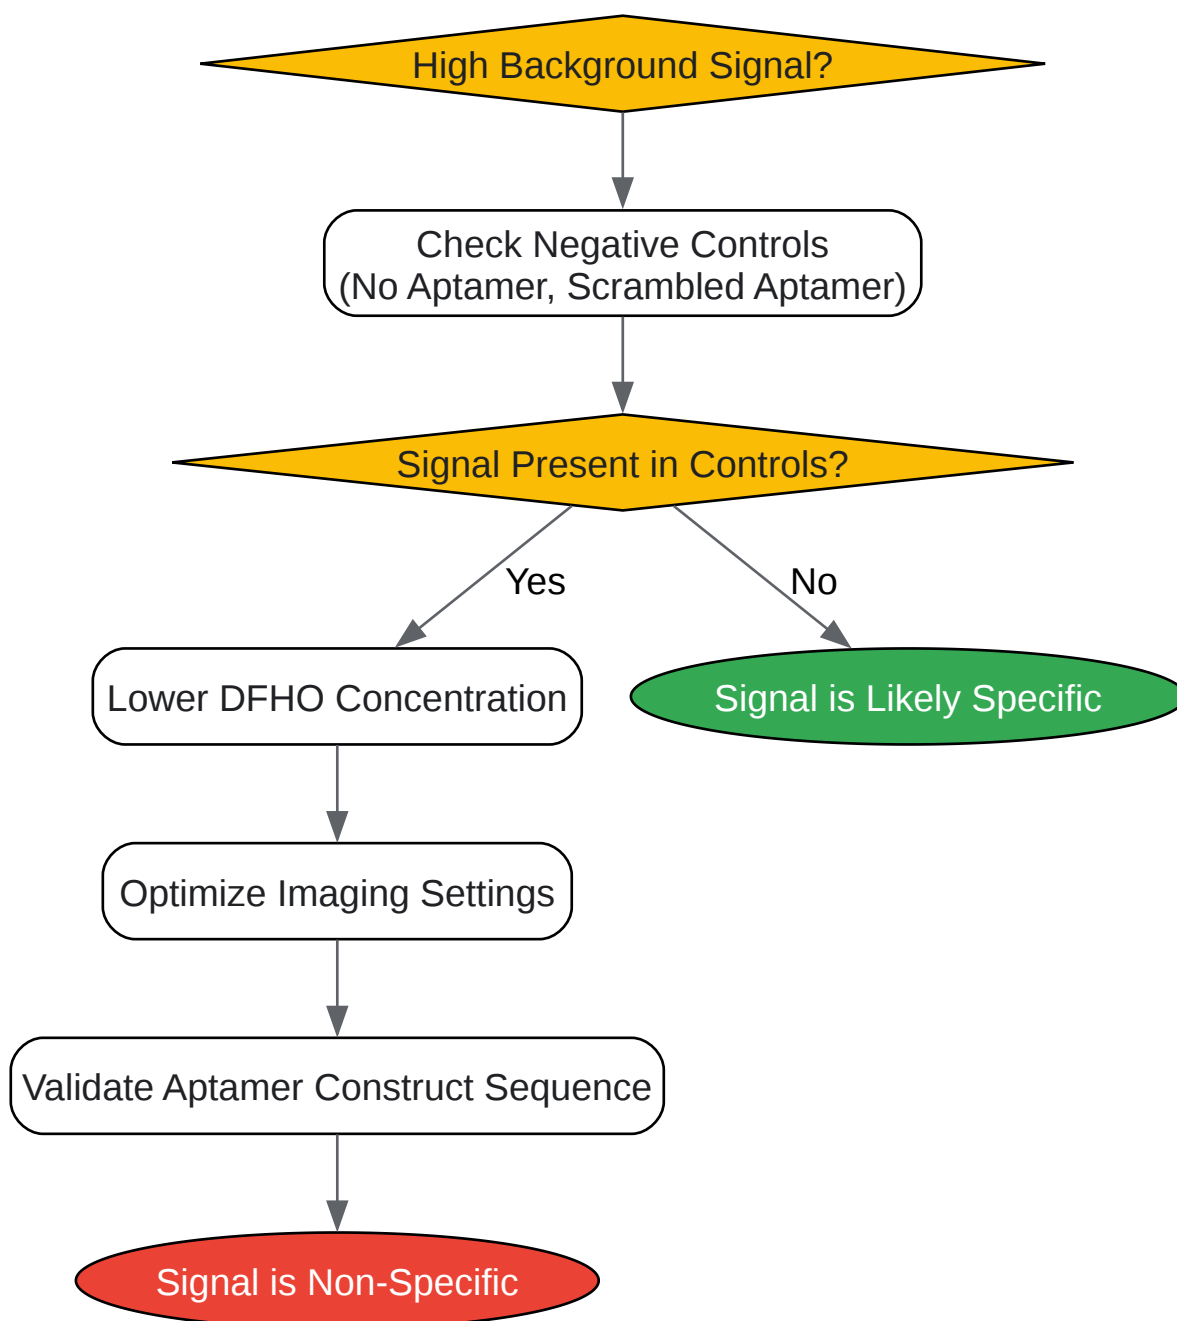 High Background Signal?
Check Negative Controls
(No Aptamer, Scrambled Aptamer)
Signal Present in Controls?
Yes
No
Lower DFHO Concentration
Signal is Likely Specific
Optimize Imaging Settings
Validate Aptamer Construct Sequence
Signal is Non-Specific